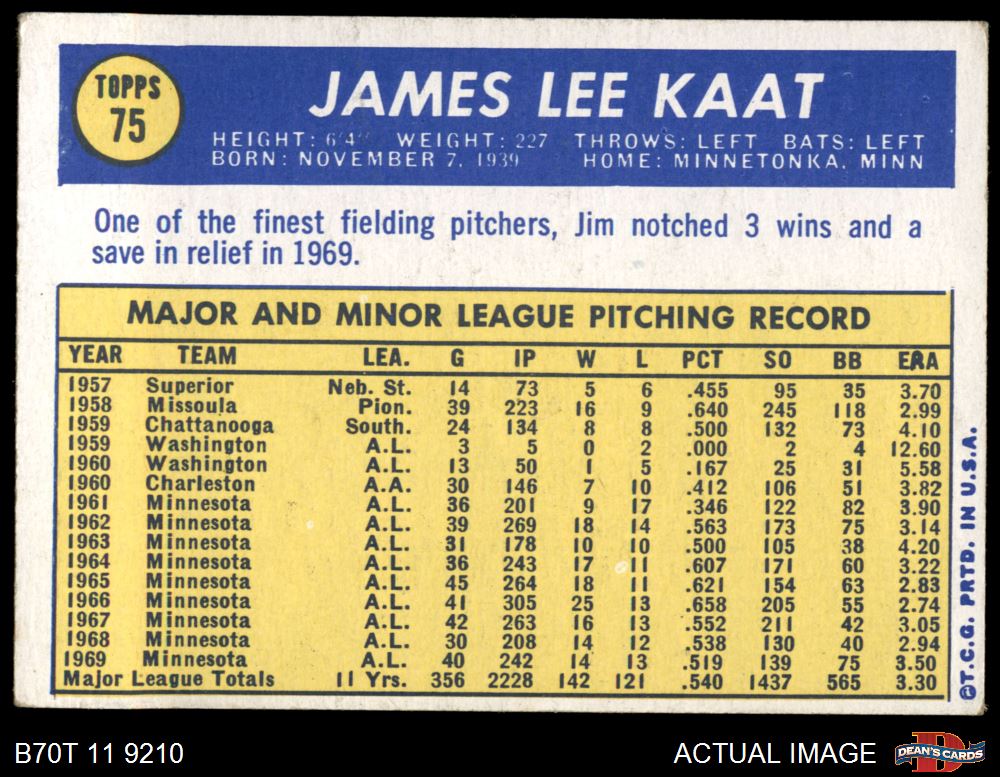 TOPPS
75
JAMES LEE KAAT
HEIGHT: 6'4" WEIGHT: 227 THROWS: LEFT BATS: LEFT
BORN: NOVEMBER 7, 1939 HOME: MINNETONKA, MINN
One of the finest fielding pitchers, Jim notched 3 wins and a
save in relief in 1969.
MAJOR AND MINOR LEAGUE PITCHING RECORD
YEAR TEAM LEA. G IP W L PCT SO BB ERA
1957 Superior Neb. St. 14 73 5 6 .455 95 35 3.70
1958 Missoula Pion. 39 223 16 9 .640 245 118 2.99
1959 Chattanooga South. 24 134 8 8 .500 132 73 4.10
1959 Washington A.L. 3 5 0 2 .000 2 4 12.60
1960 Washington A.L. 13 50 1 5 .167 25 31 5.58
1960 Charleston A.A. 30 146 7 10 .412 106 51 3.82
1961 Minnesota A.L. 36 201 9 17 .346 122 82 3.90
1962 Minnesota A.L. 39 269 18 14 .563 173 75 3.14
1963 Minnesota A.L. 31 178 10 10 .500 105 38 4.20
1964 Minnesota A.L. 36 243 17 11 .607 171 60 3.22
1965 Minnesota A.L. 45 264 18 11 .621 154 63 2.83
1966 Minnesota A.L. 41 305 25 13 .658 205 55 2.74
1967 Minnesota A.L. 42 263 16 13 .552 211 42 3.05
1968 Minnesota A.L. 30 208 14 12 .538 130 40 2.94
1969 Minnesota A.L. 40 242 14 13 .519 139 75 3.50
Major League Totals 11 Yrs. 356 2228 142 121 .540 1437 565 3.30
©T.C.G. PRTD. IN U.S.A.
B70T 11 9210
ACTUAL IMAGE
DEAN'S CARDS